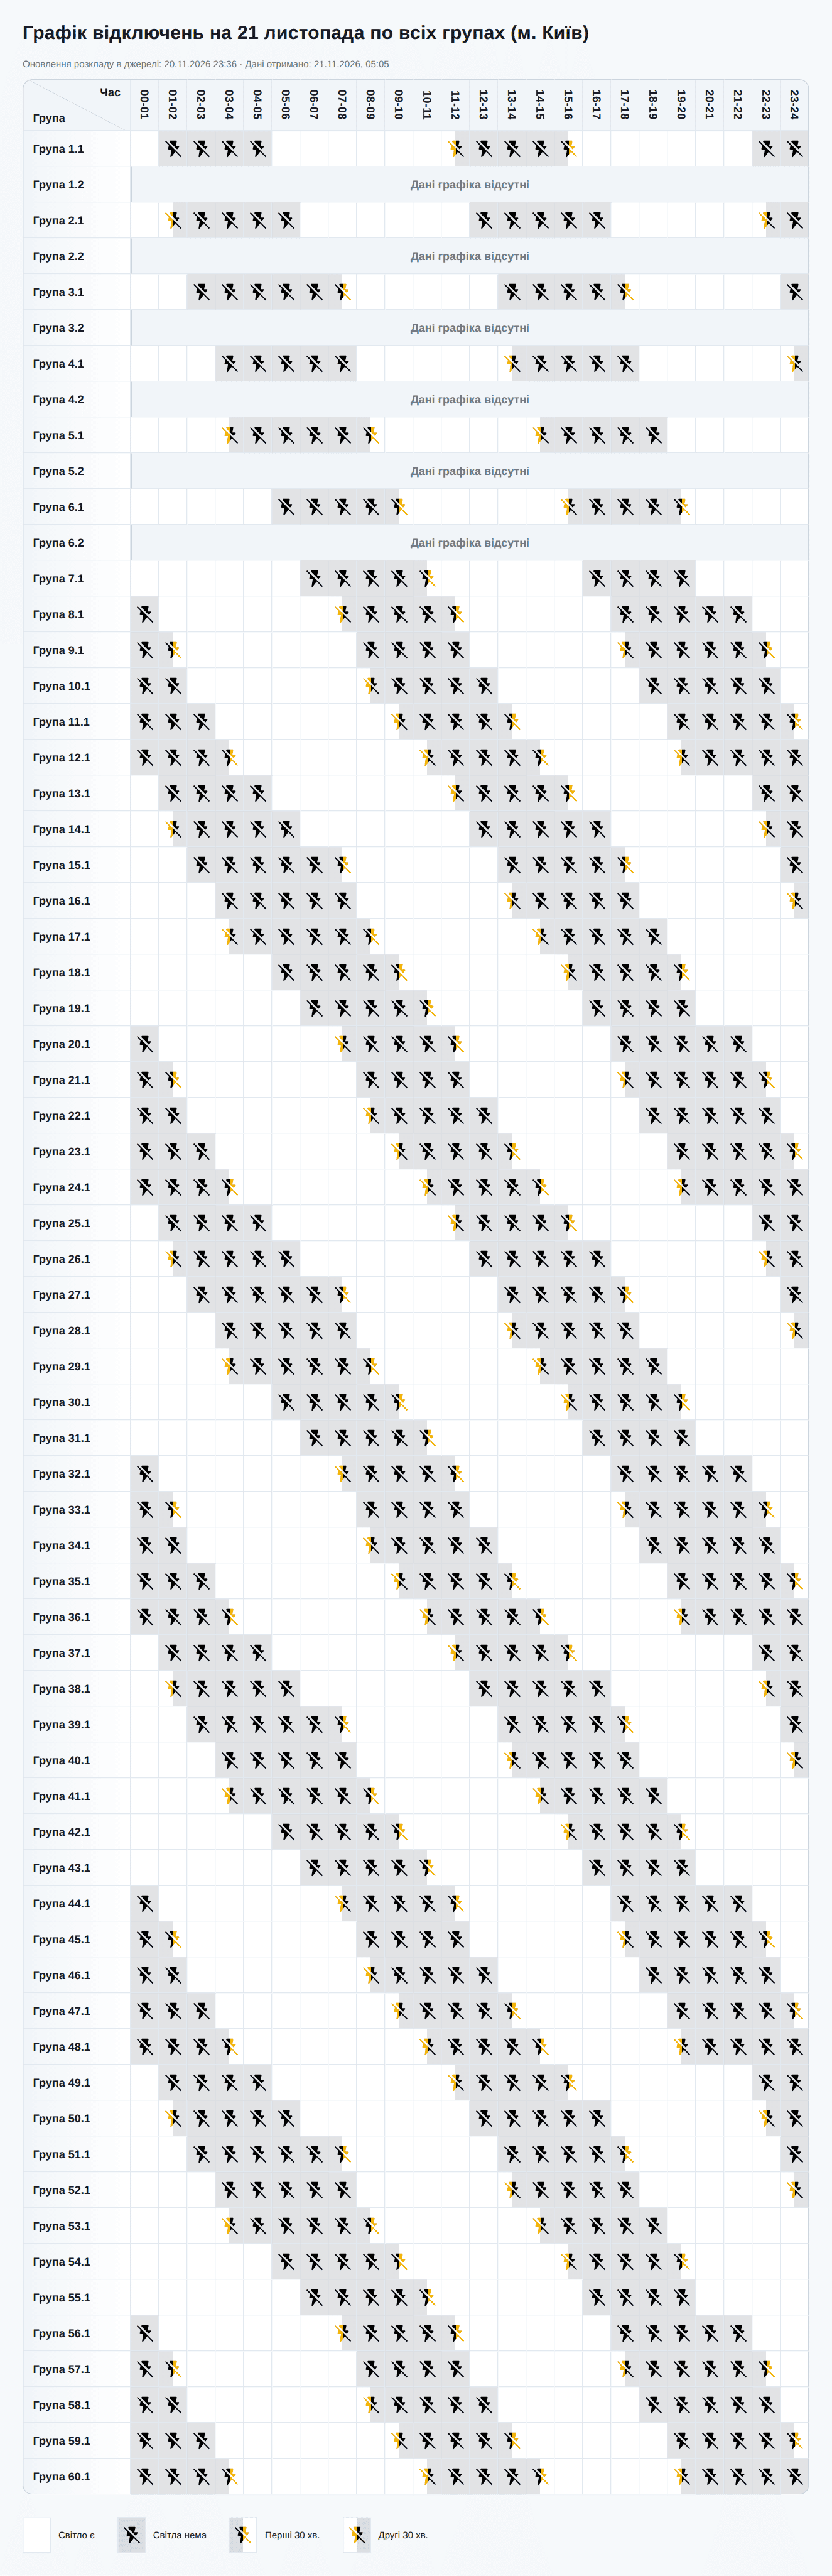 Графік відключень на 21 листопада по всіх групах (м. Київ)
Оновлення розкладу в джерелі: 20.11.2026 23:36 · Дані отримано: 21.11.2026, 05:05
Час
Група
00-01 01-02 02-03 03-04 04-05 05-06 06-07 07-08 08-09 09-10 10-11 11-12 12-13 13-14 14-15 15-16 16-17 17-18 18-19 19-20 20-21 21-22 22-23 23-24
Група 1.1
Група 1.2 Дані графіка відсутні
Група 2.1
Група 2.2 Дані графіка відсутні
Група 3.1
Група 3.2 Дані графіка відсутні
Група 4.1
Група 4.2 Дані графіка відсутні
Група 5.1
Група 5.2 Дані графіка відсутні
Група 6.1
Група 6.2 Дані графіка відсутні
Група 7.1
Група 8.1
Група 9.1
Група 10.1
Група 11.1
Група 12.1
Група 13.1
Група 14.1
Група 15.1
Група 16.1
Група 17.1
Група 18.1
Група 19.1
Група 20.1
Група 21.1
Група 22.1
Група 23.1
Група 24.1
Група 25.1
Група 26.1
Група 27.1
Група 28.1
Група 29.1
Група 30.1
Група 31.1
Група 32.1
Група 33.1
Група 34.1
Група 35.1
Група 36.1
Група 37.1
Група 38.1
Група 39.1
Група 40.1
Група 41.1
Група 42.1
Група 43.1
Група 44.1
Група 45.1
Група 46.1
Група 47.1
Група 48.1
Група 49.1
Група 50.1
Група 51.1
Група 52.1
Група 53.1
Група 54.1
Група 55.1
Група 56.1
Група 57.1
Група 58.1
Група 59.1
Група 60.1
Світло є Світла нема Перші 30 хв. Другі 30 хв.